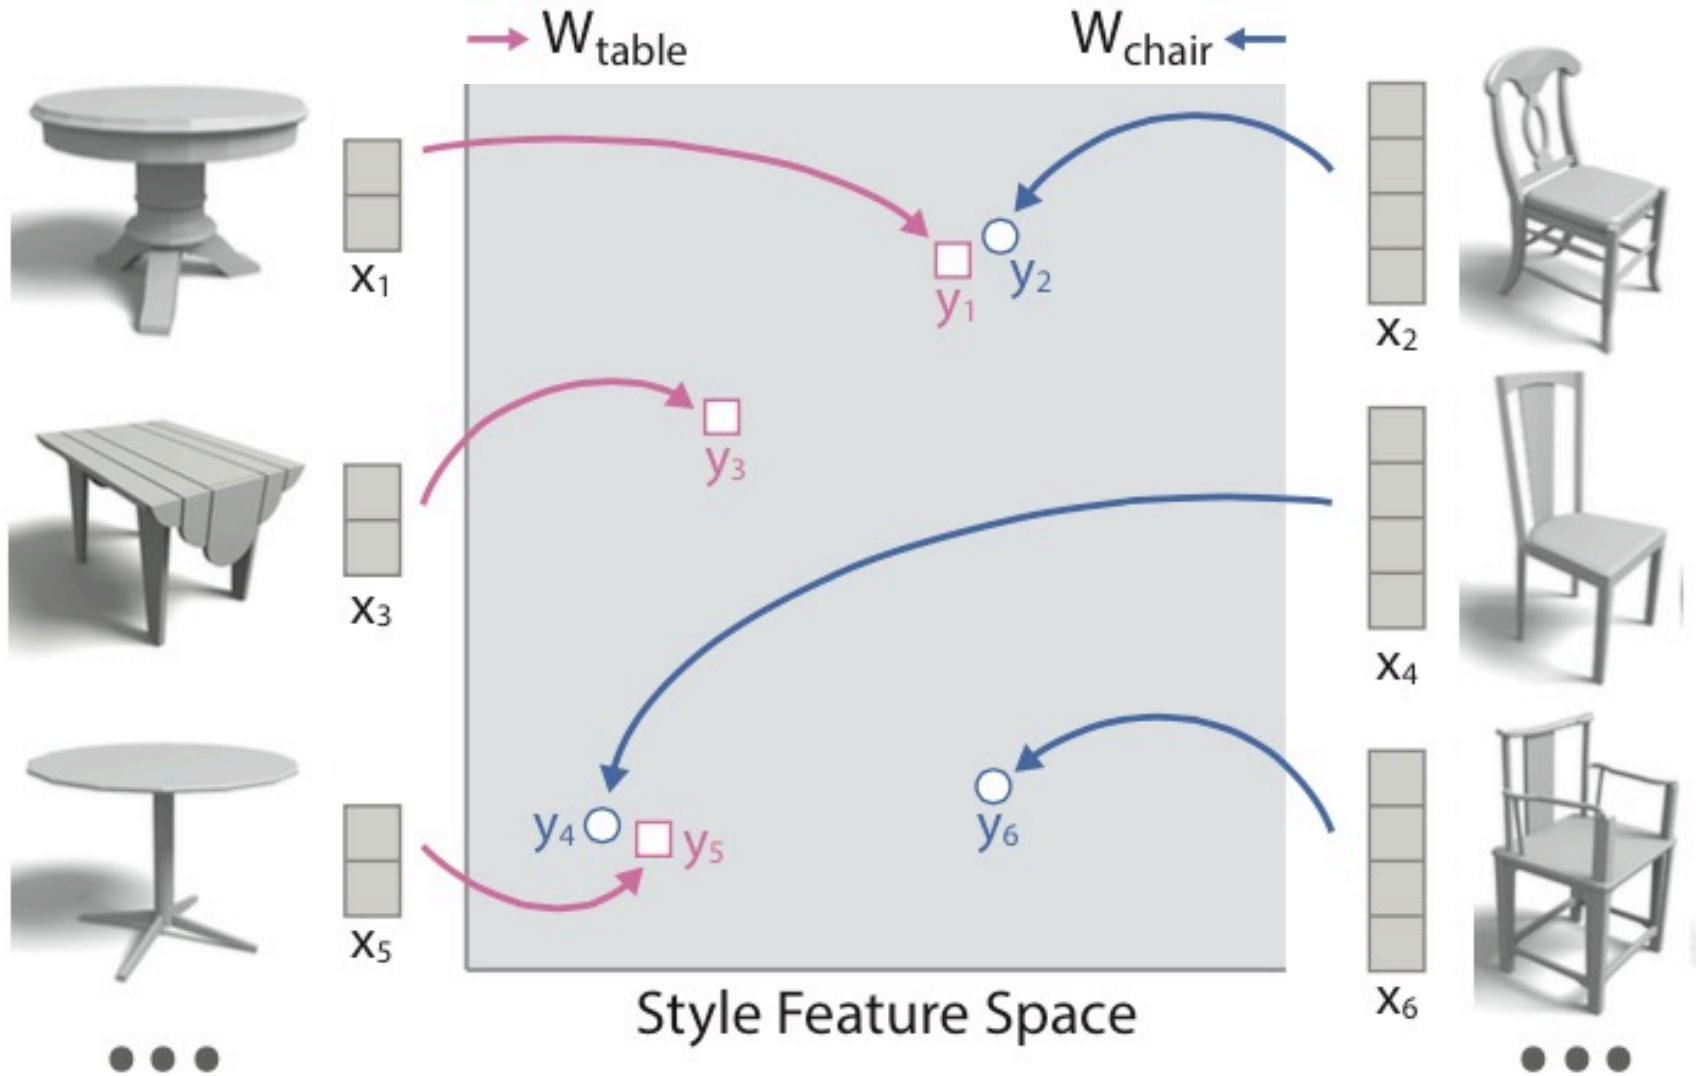 W_table W_chair
x₁
y₁
y₂
x₂
y₃
x₃
x₄
y₄
y₅
y₆
x₅
x₆
Style Feature Space